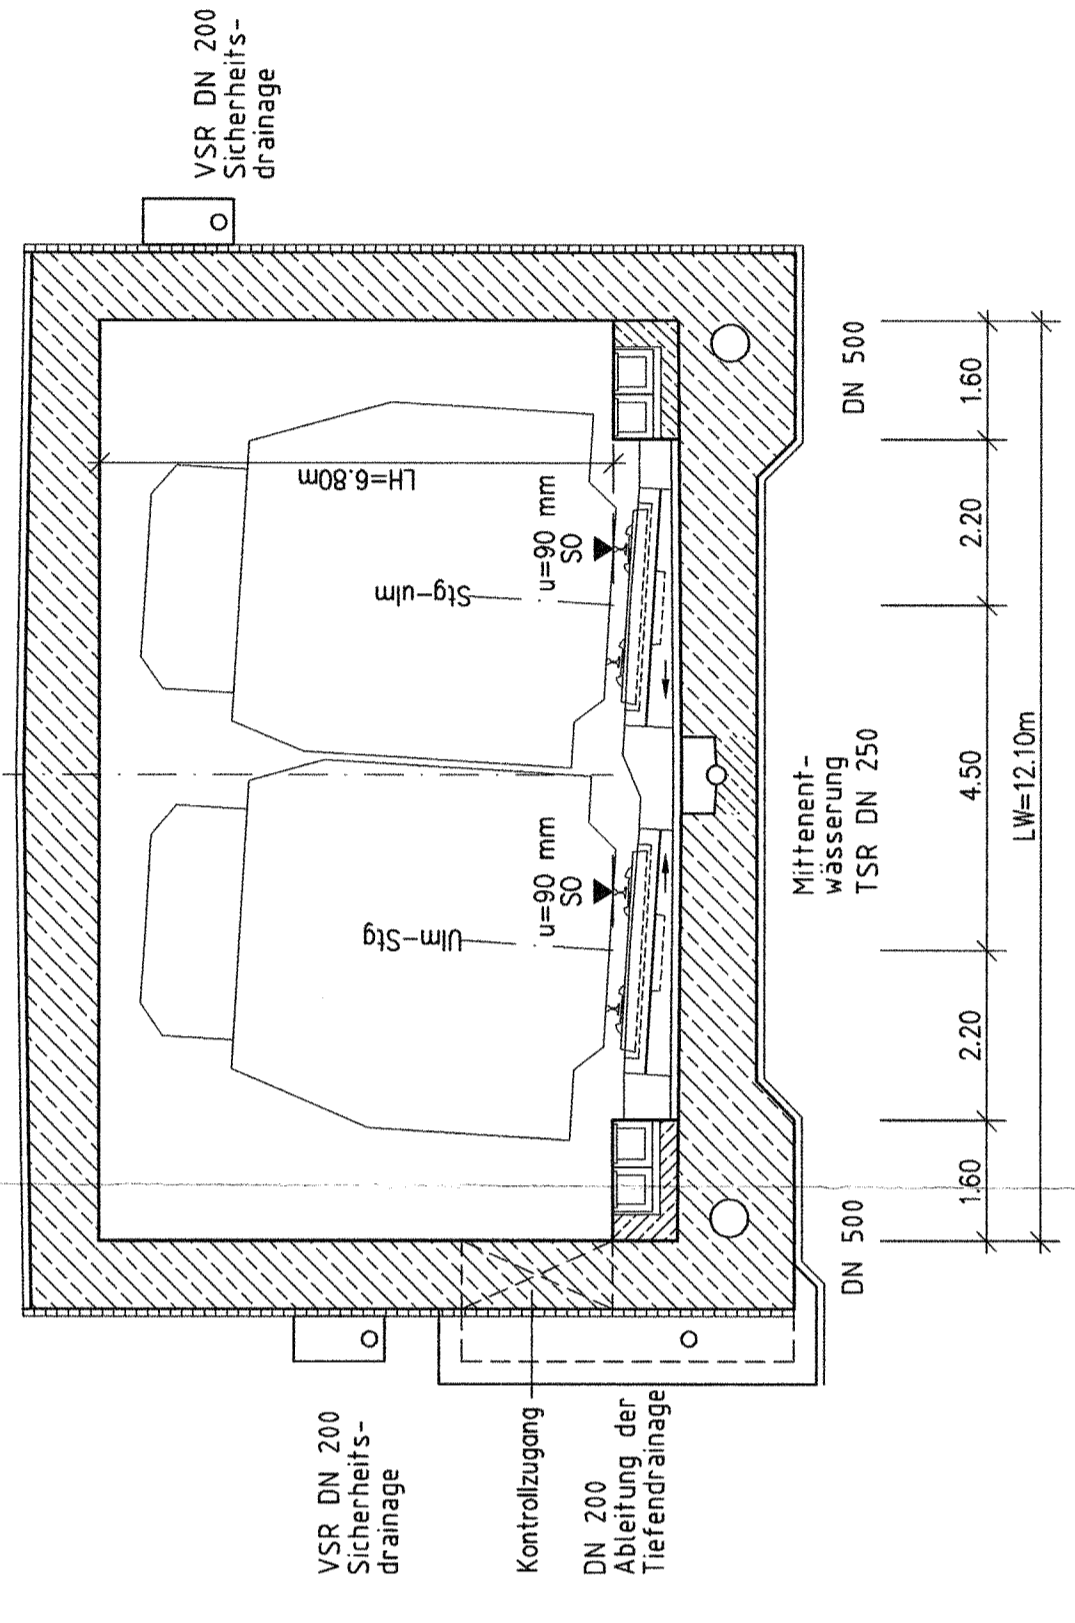 VSR DN 200
Sicherheits-
drainage
VSR DN 200
Sicherheits-
drainage
Kontrollzugang
DN 200
Ableitung der
Tiefendrainage
LH=6.80m
Stg-ulm
u=90 mm
SO
Ulm-Stg
u=90 mm
SO
DN 500
Mittenent-
wässerung
TSR DN 250
DN 500
1.60
2.20
4.50
2.20
1.60
LW=12.10m